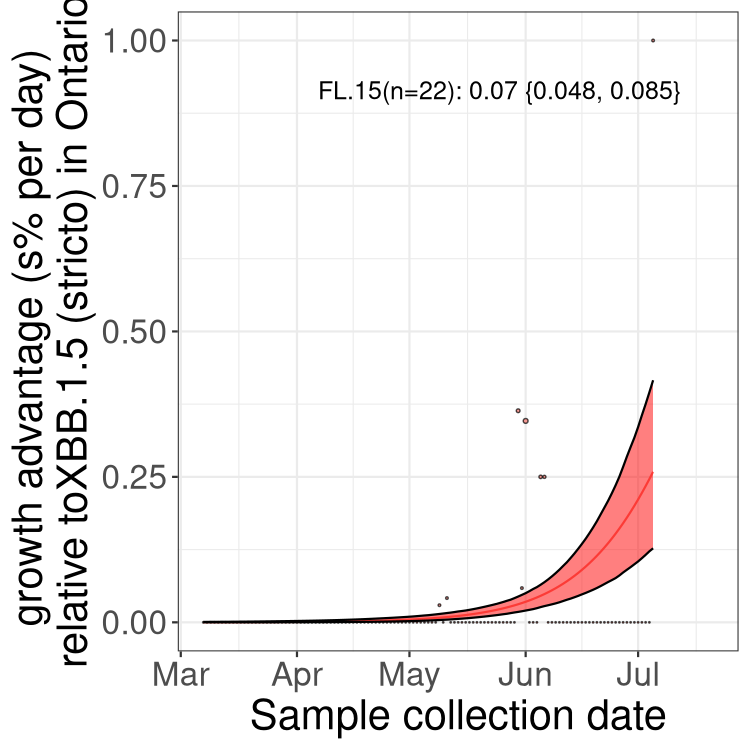 growth advantage (s% per day)
relative toXBB.1.5 (stricto) in Ontario
1.00
FL.15(n=22): 0.07 {0.048, 0.085}
0.75
0.50
0.25
0.00
Mar Apr May Jun Jul
Sample collection date